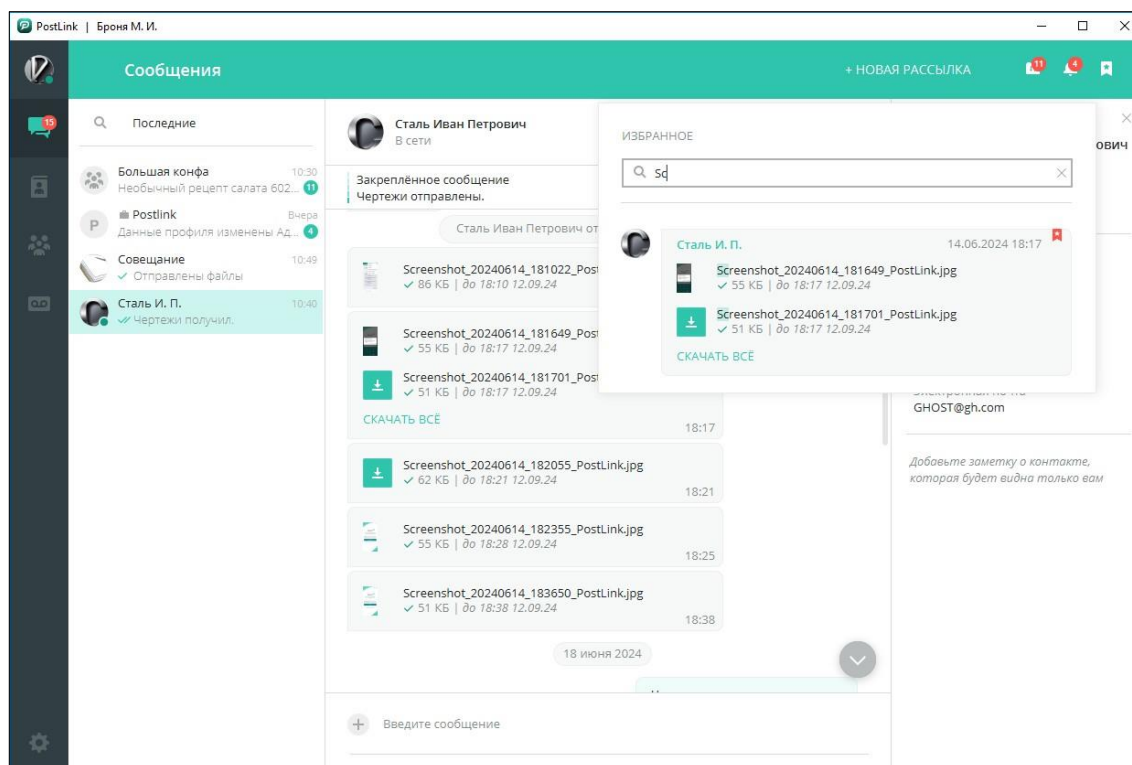 PostLink | Броня М. И.
Сообщения
+ НОВАЯ РАССЫЛКА
11
4
15
Последние
Большая конфа 10:30
Необычный рецепт салата 602... 11
P
Postlink Вчера
Данные профиля изменены Ад... 4
Совещание 10:49
Отправлены файлы
Сталь И. П. 10:40
Чертежи получил.
Сталь Иван Петрович
В сети
Закреплённое сообщение
Чертежи отправлены.
Сталь Иван Петрович от
Screenshot_20240614_181022_Post
86 КБ | до 18:10 12.09.24
Screenshot_20240614_181649_Post
55 КБ | до 18:17 12.09.24
Screenshot_20240614_181701_Post
51 КБ | до 18:17 12.09.24
СКАЧАТЬ ВСЁ
18:17
Screenshot_20240614_182055_PostLink.jpg
62 КБ | до 18:21 12.09.24
18:21
Screenshot_20240614_182355_PostLink.jpg
55 КБ | до 18:28 12.09.24
18:25
Screenshot_20240614_183650_PostLink.jpg
51 КБ | до 18:38 12.09.24
18:38
18 июня 2024
Введите сообщение
ИЗБРАННОЕ
Sc
Сталь И. П. 14.06.2024 18:17
Screenshot_20240614_181649_PostLink.jpg
55 КБ | до 18:17 12.09.24
Screenshot_20240614_181701_PostLink.jpg
51 КБ | до 18:17 12.09.24
СКАЧАТЬ ВСЁ
ович
GHOST@gh.com
Добавьте заметку о контакте,
которая будет видна только вам